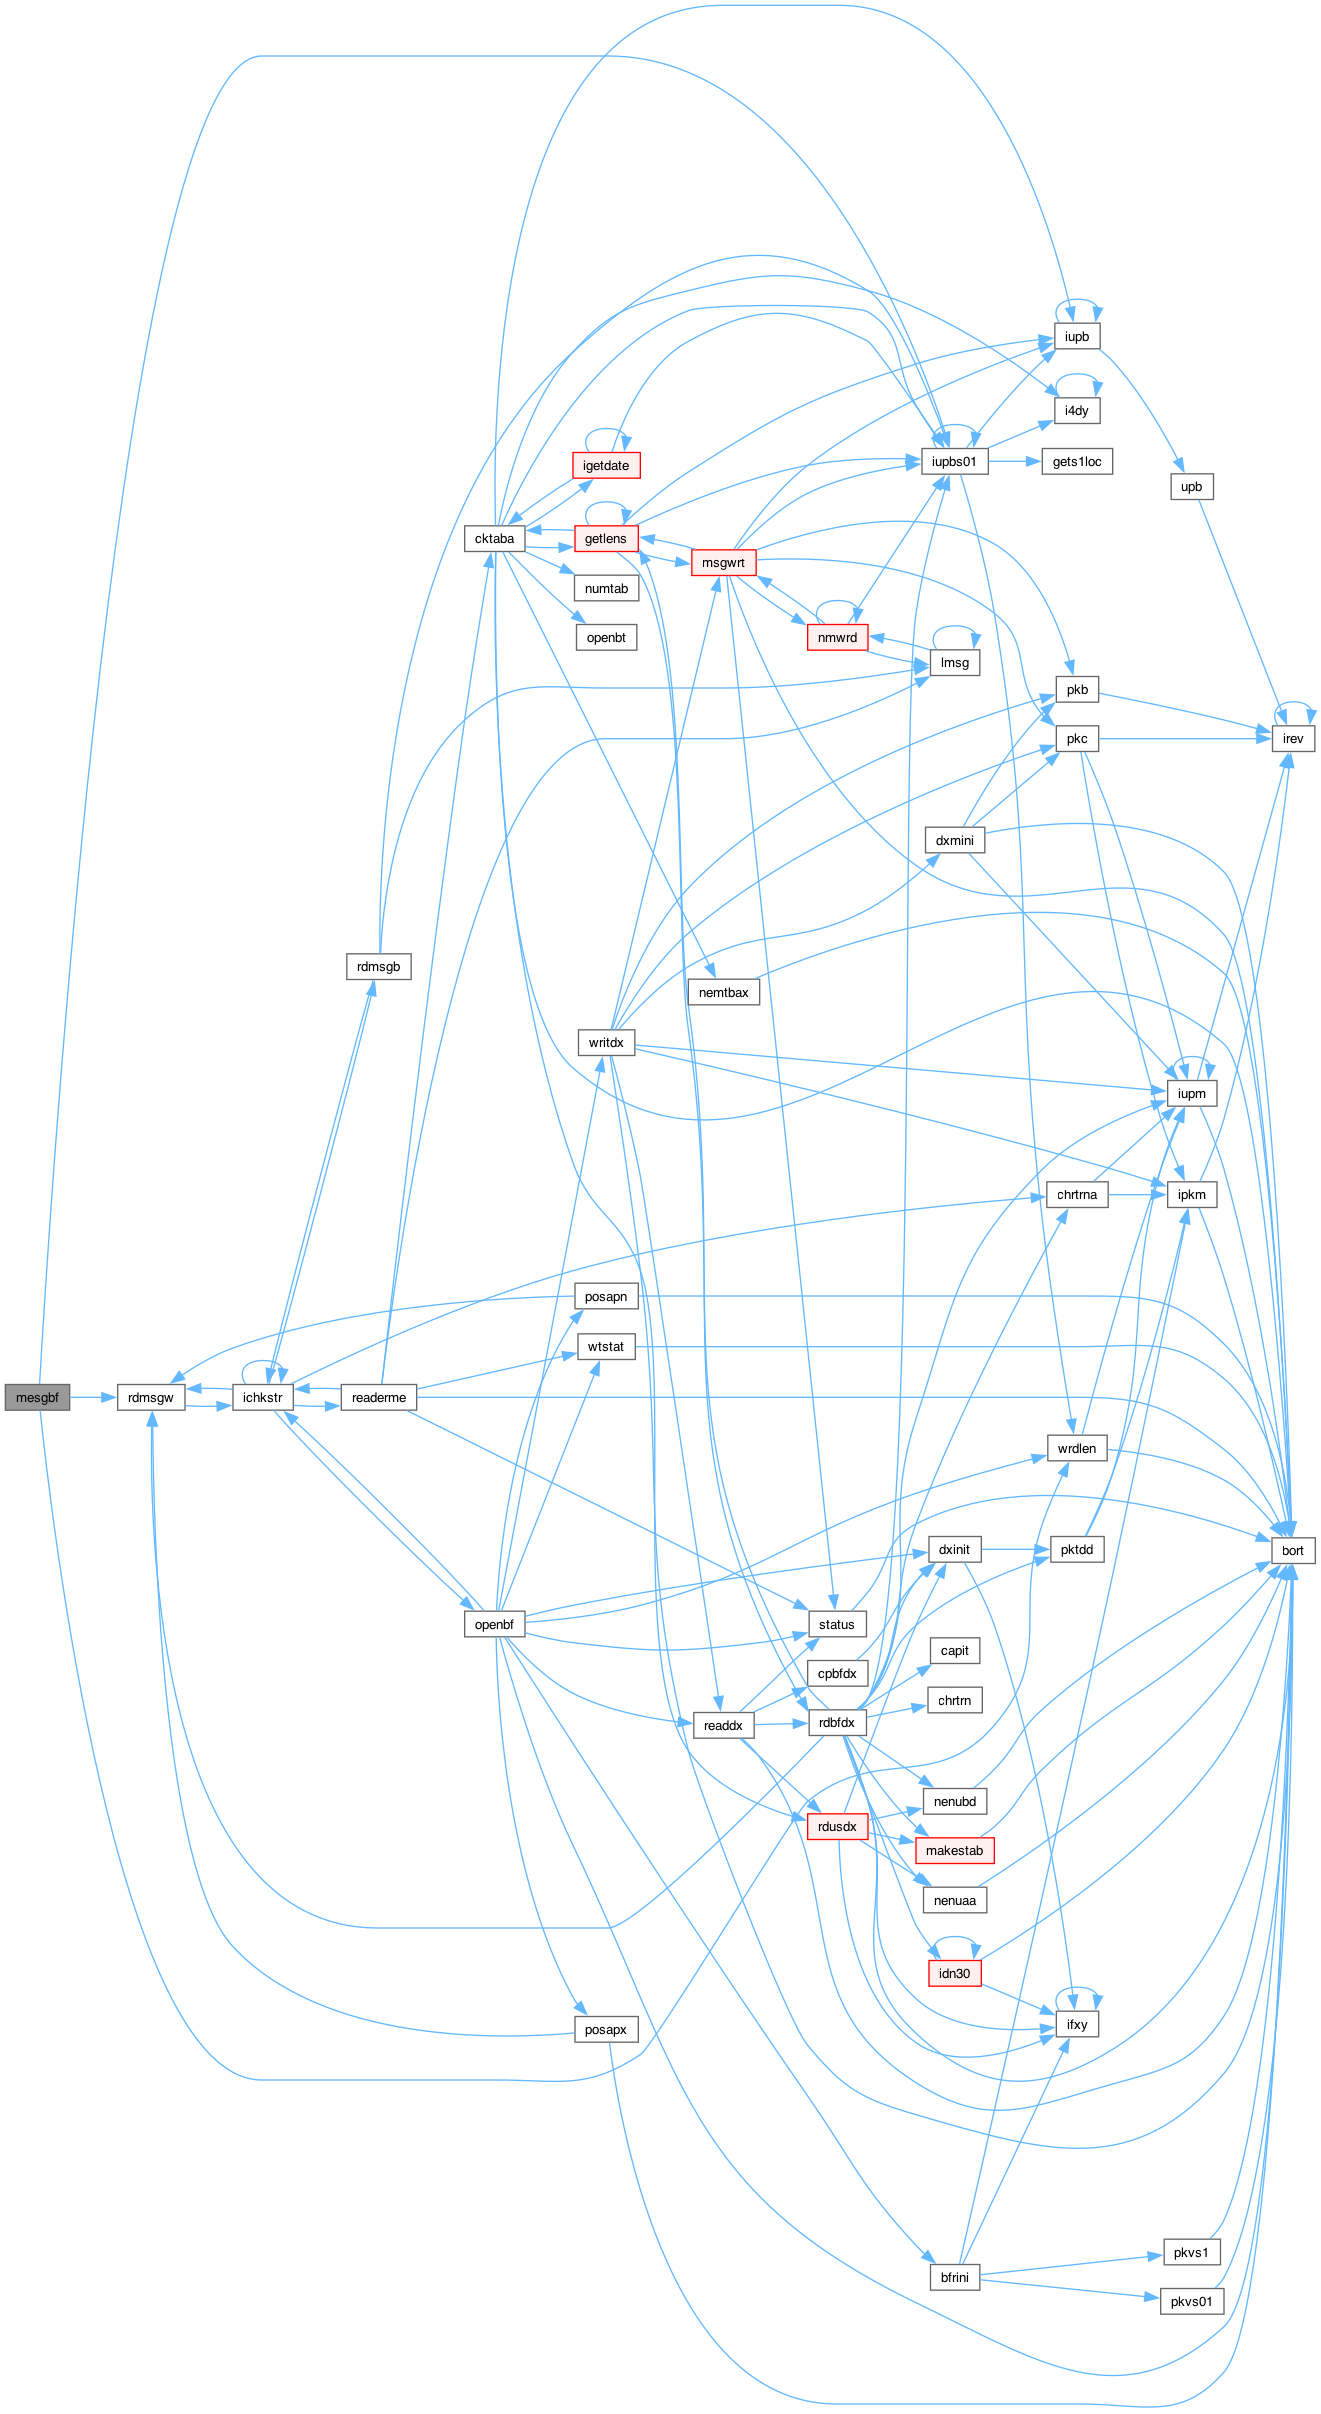 mesgbf
rdmsgw
ichkstr
rdmsgb
readerme
cktaba
openbf
igetdate
getlens
numtab
openbt
writdx
posapn
wtstat
posapx
msgwrt
nemtbax
readdx
nmwrd
status
cpbfdx
rdbfdx
rdusdx
iupbs01
lmsg
dxmini
dxinit
capit
chrtrn
nenubd
makestab
nenuaa
idn30
bfrini
iupb
i4dy
gets1loc
pkb
pkc
chrtrna
wrdlen
pktdd
ifxy
upb
iupm
ipkm
pkvs1
pkvs01
irev
bort